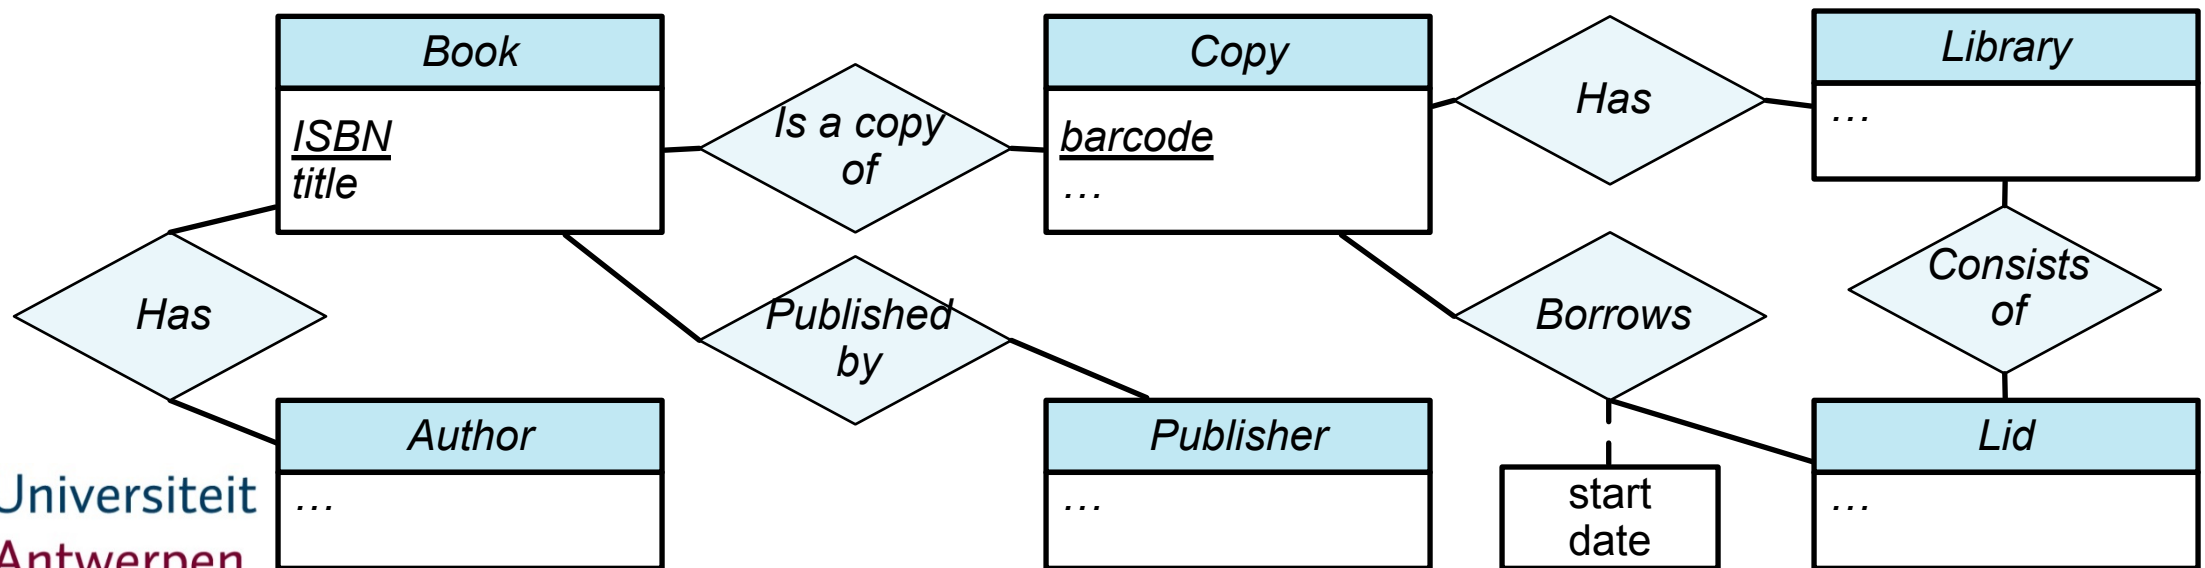 Book
ISBN
title
Is a copy
of
Copy
barcode
…
Has
Library
…
Has
Published
by
Borrows
Consists
of
Author
…
Publisher
…
start
date
Lid
…
Universiteit
Antwerpen